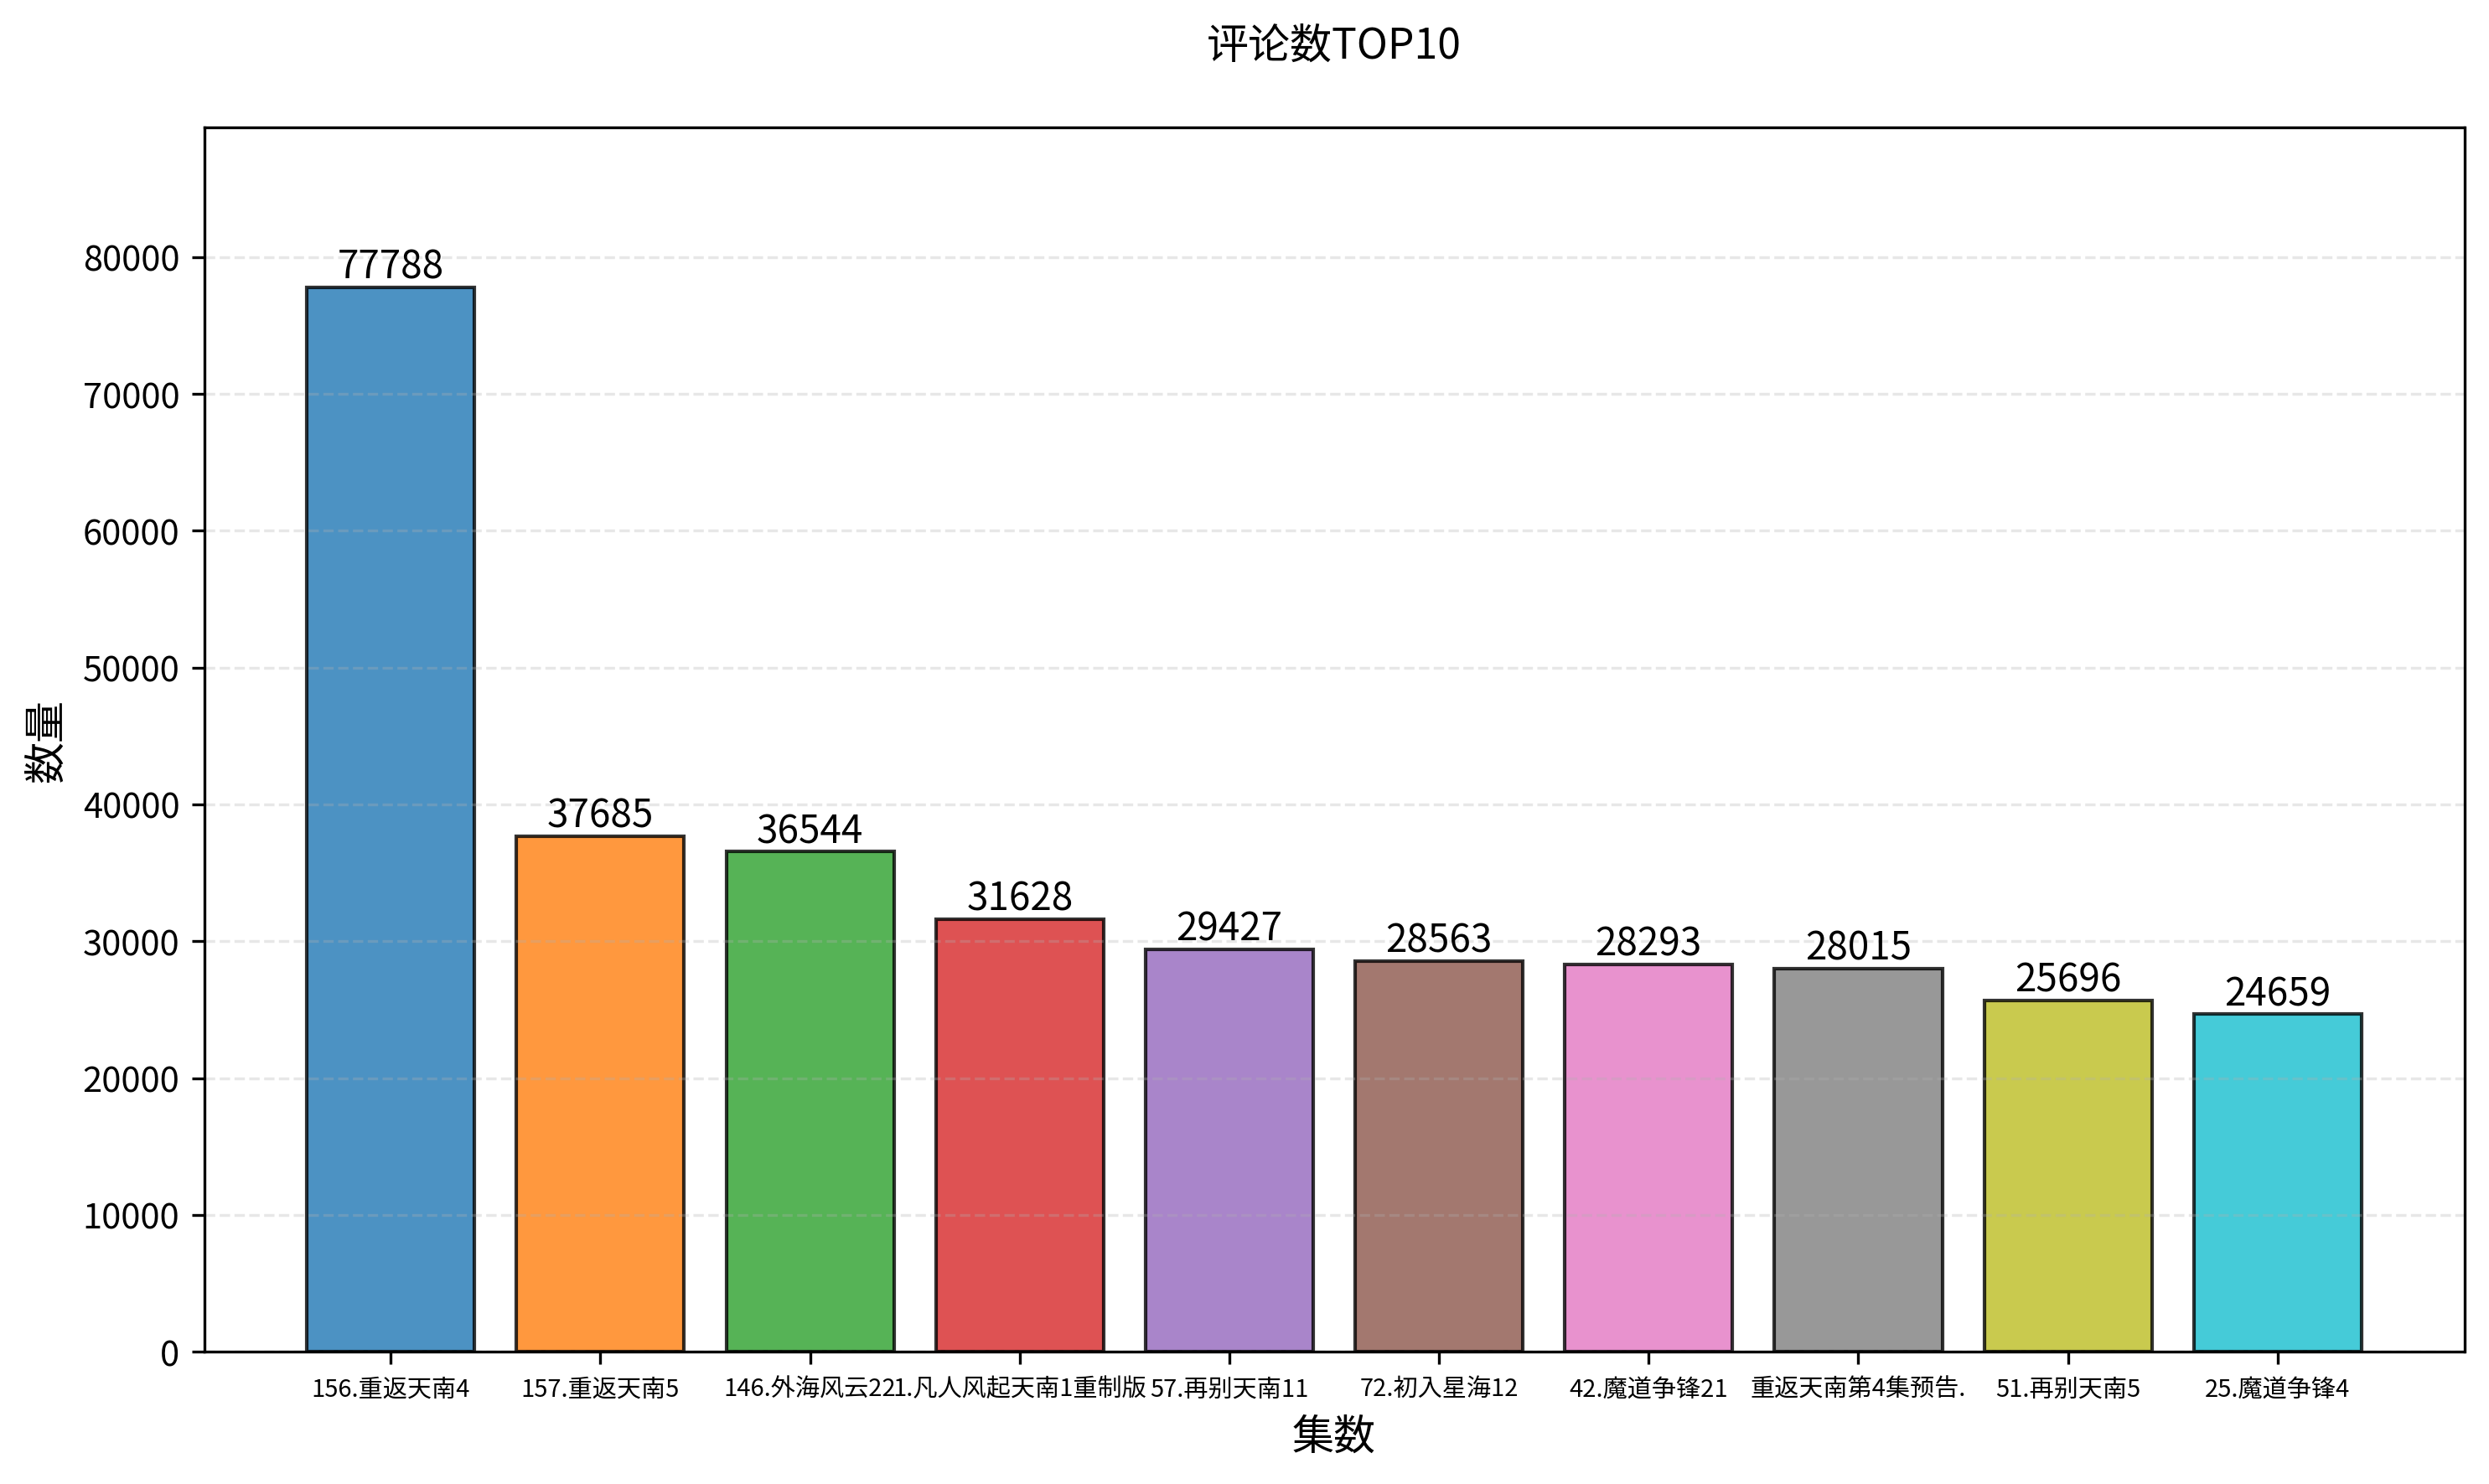 评论数TOP10
数量
80000
70000
60000
50000
40000
30000
20000
10000
0
77788
37685
36544
31628
29427
28563
28293
28015
25696
24659
156.重返天南4
157.重返天南5
146.外海风云22
1.凡人风起天南1重制版
57.再别天南11
72.初入星海12
42.魔道争锋21
重返天南第4集预告.
51.再别天南5
25.魔道争锋4
集数